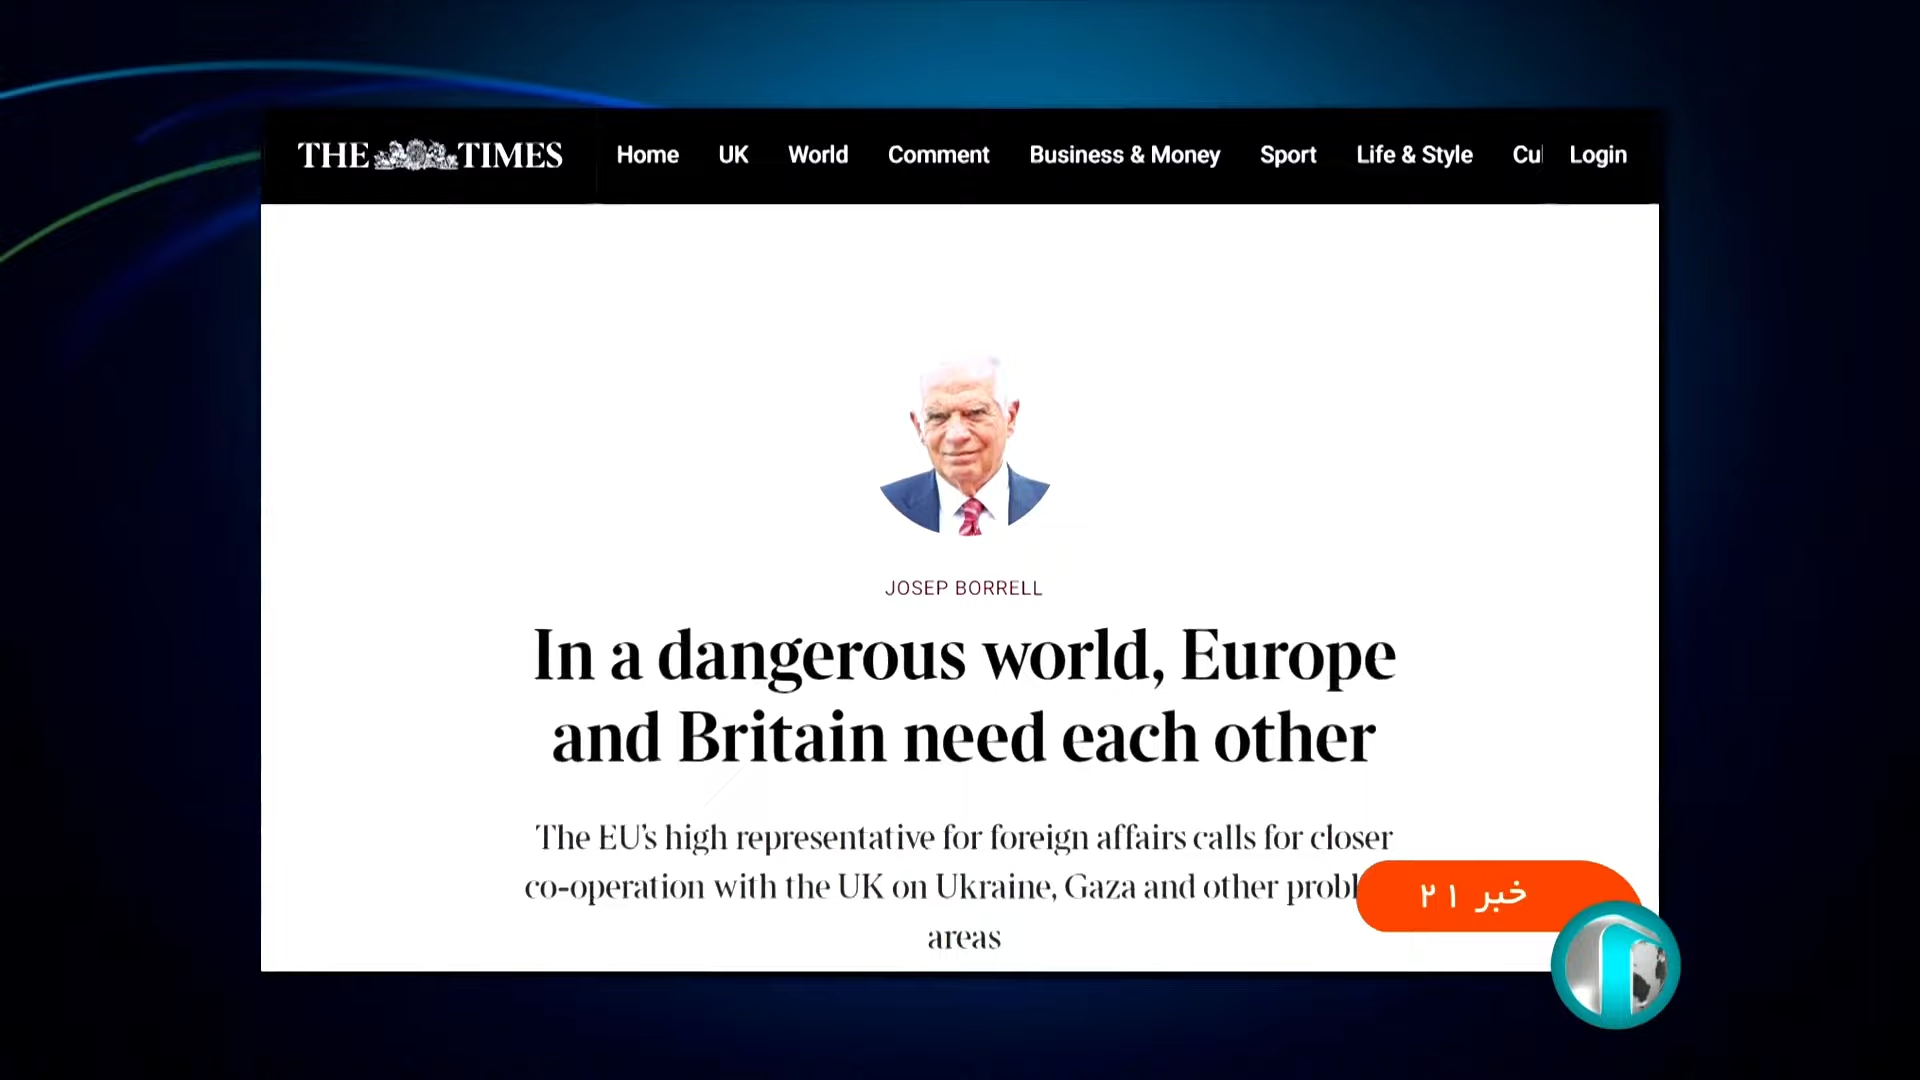 THE TIMES
Home UK World Comment Business & Money Sport Life & Style Cul Login
JOSEP BORRELL
In a dangerous world, Europe
and Britain need each other
The EU's high representative for foreign affairs calls for closer
co-operation with the UK on Ukraine, Gaza and other probl
areas
خبر ۲۱